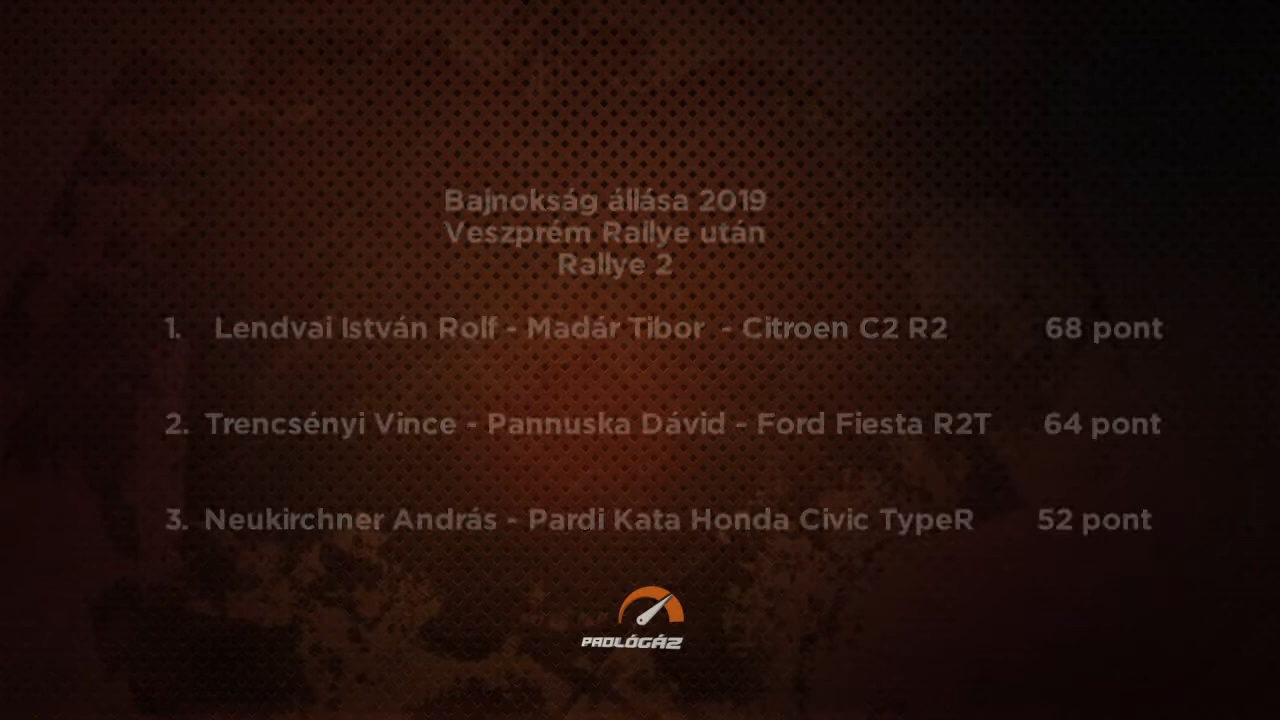 Bajnokság állása 2019
Veszprém Rallye után
Rallye 2
1. Lendvai István Rolf - Madár Tibor - Citroen C2 R2 68 pont
2. Trencsényi Vince - Pannuska Dávid - Ford Fiesta R2T 64 pont
3. Neukirchner András - Pardi Kata Honda Civic TypeR 52 pont
PADLÓGÁZ